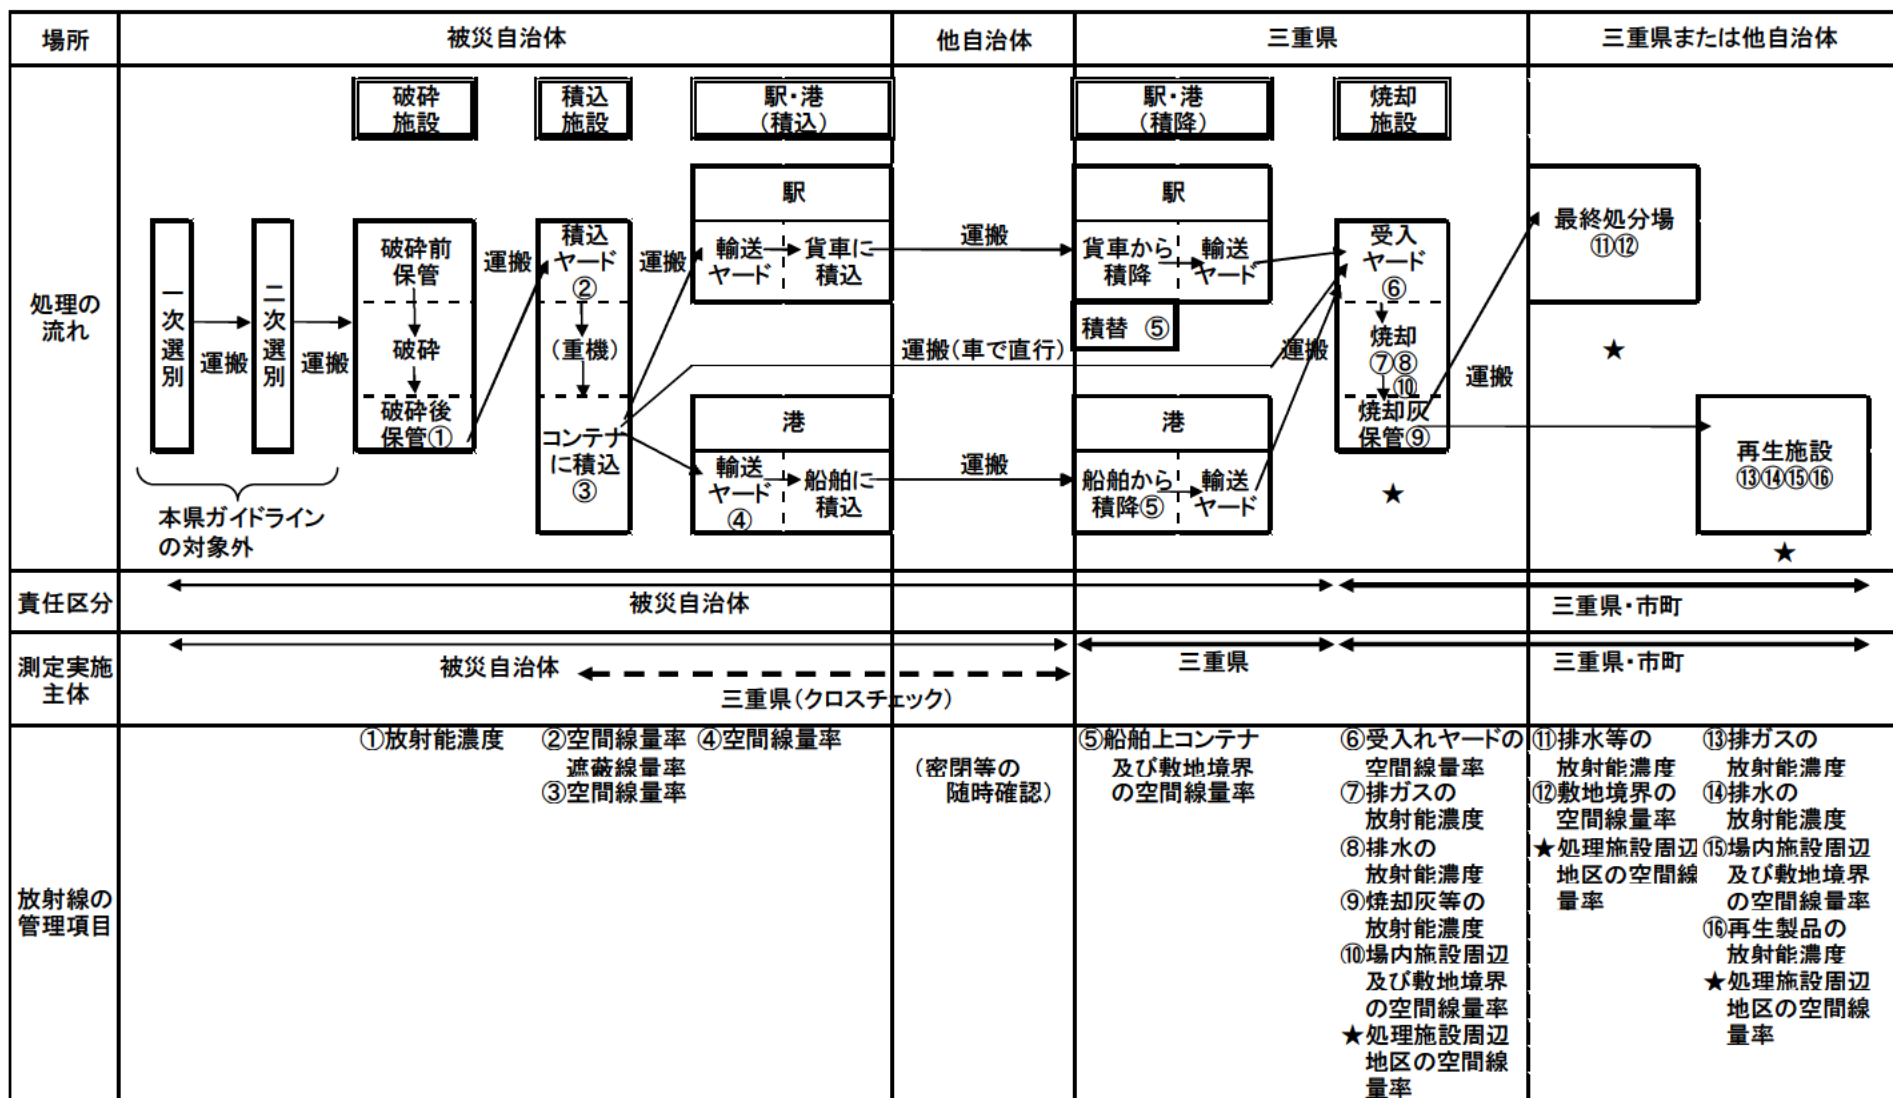 場所
被災自治体
他自治体
三重県
三重県または他自治体
処理の
流れ
破砕
施設
積込
施設
駅・港
(積込)
駅・港
(積降)
焼却
施設
一次選別
運搬
二次選別
運搬
破砕前
保管
破砕
破砕後
保管①
運搬
積込
ヤード
②
(重機)
コンテナ
に積込
③
運搬
駅
輸送
ヤード
貨車に
積込
運搬
駅
貨車から
積降
輸送
ヤード
積替 ⑤
運搬(車で直行)
運搬
港
輸送
ヤード
④
船舶に
積込
運搬
港
船舶から
積降⑤
輸送
ヤード
受入
ヤード
⑥
焼却
⑦⑧
⑩
焼却灰
保管⑨
★
運搬
最終処分場
⑪⑫
★
再生施設
⑬⑭⑮⑯
★
本県ガイドライン
の対象外
責任区分
被災自治体
三重県・市町
測定実施
主体
被災自治体
三重県(クロスチェック)
三重県
三重県・市町
放射線の
管理項目
①放射能濃度
②空間線量率
遮蔽線量率
③空間線量率
④空間線量率
(密閉等の
随時確認)
⑤船舶上コンテナ
及び敷地境界
の空間線量率
⑥受入れヤードの
空間線量率
⑦排ガスの
放射能濃度
⑧排水の
放射能濃度
⑨焼却灰等の
放射能濃度
⑩場内施設周辺
及び敷地境界
の空間線量率
★処理施設周辺
地区の空間線
量率
⑪排水等の
放射能濃度
⑫敷地境界の
空間線量率
★処理施設周辺
地区の空間線
量率
⑬排ガスの
放射能濃度
⑭排水の
放射能濃度
⑮場内施設周辺
及び敷地境界
の空間線量率
⑯再生製品の
放射能濃度
★処理施設周辺
地区の空間線
量率